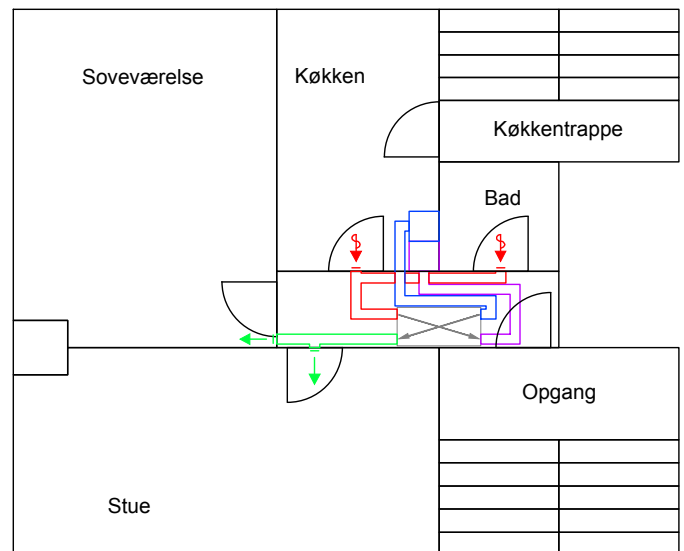 Soveværelse
Køkken
Køkkentrappe
Bad
Opgang
Stue